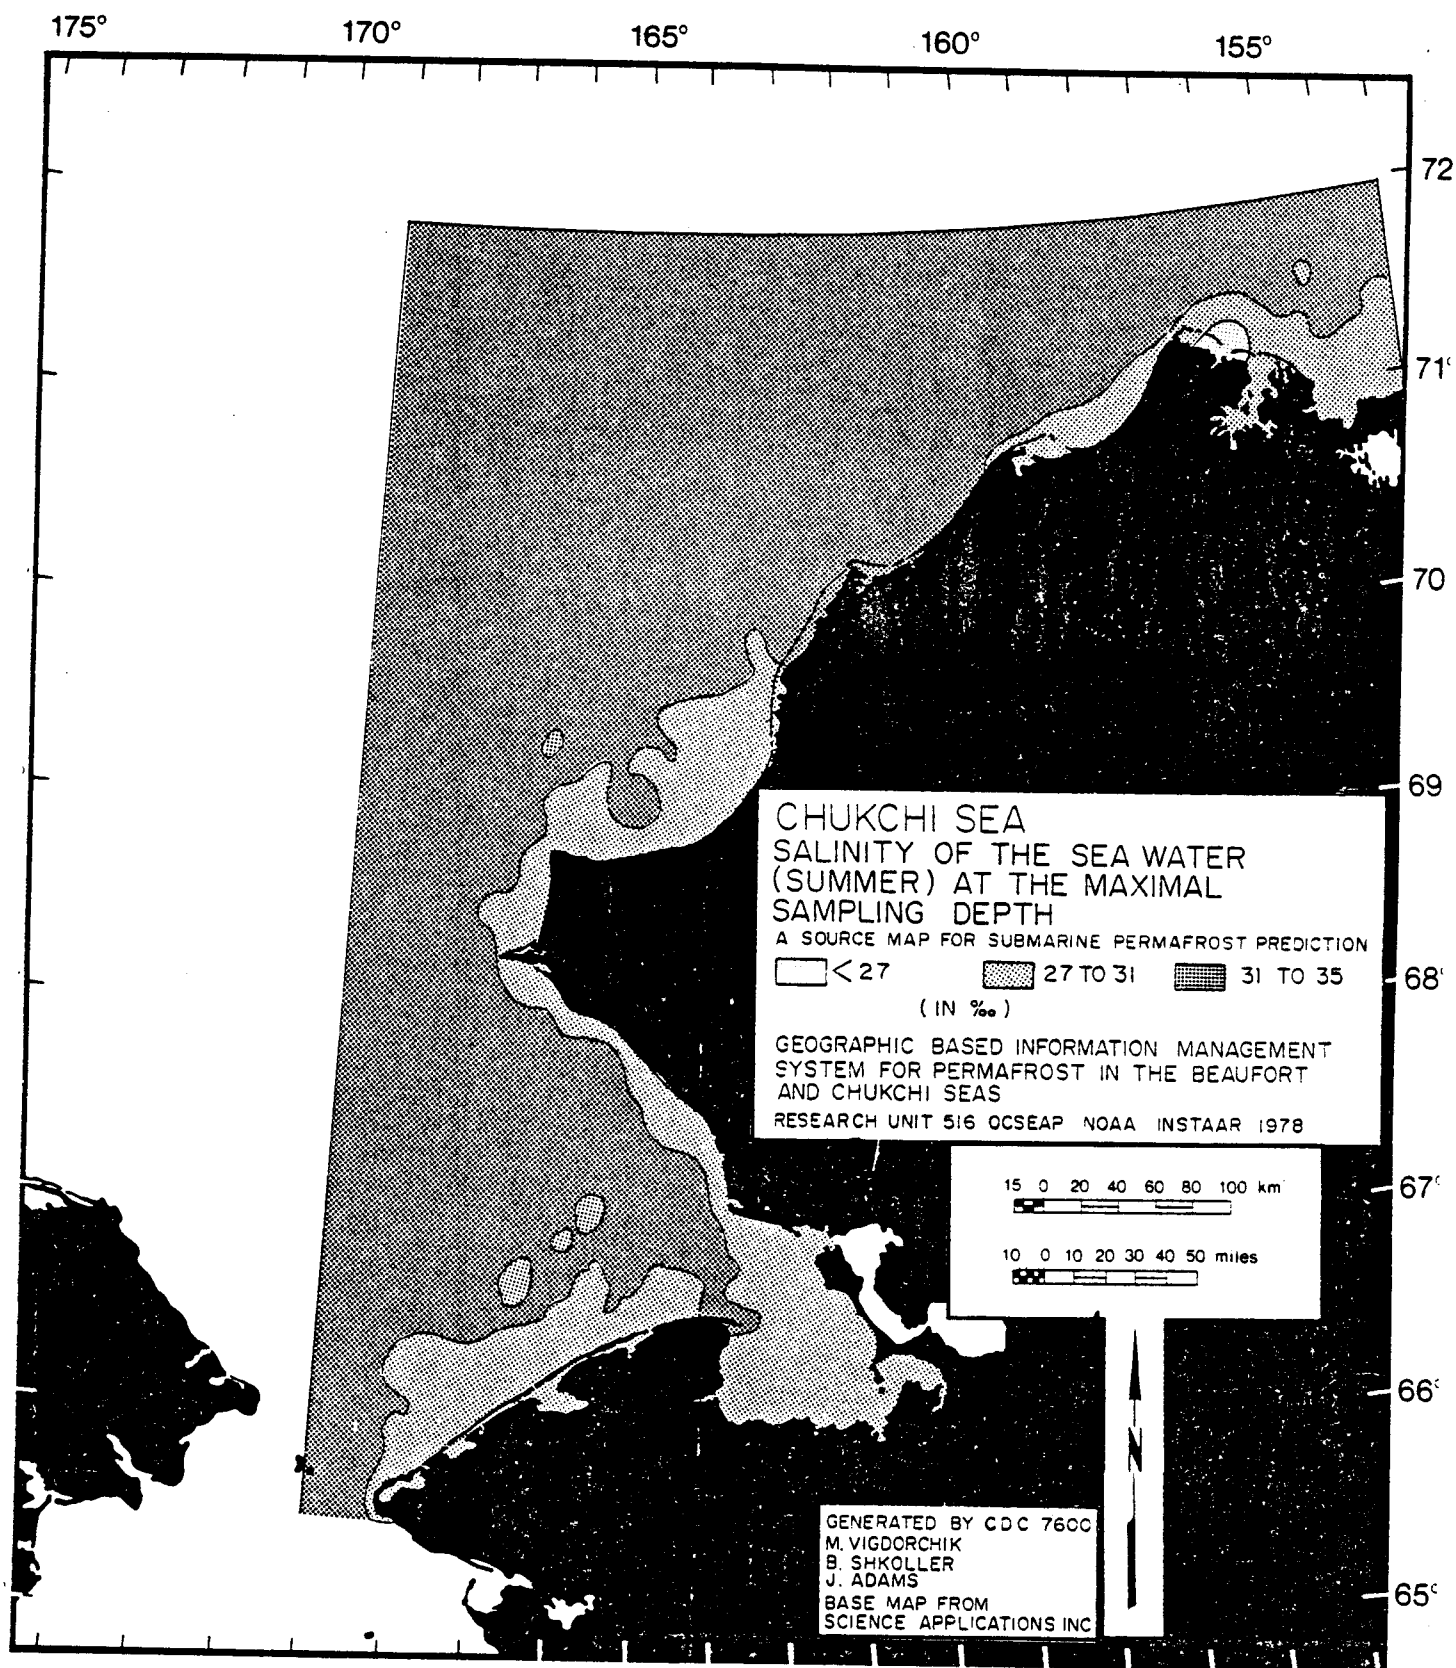 175° 170° 165° 160° 155°
72
71°
70
69
CHUKCHI SEA
SALINITY OF THE SEA WATER
(SUMMER) AT THE MAXIMAL
SAMPLING DEPTH
A SOURCE MAP FOR SUBMARINE PERMAFROST PREDICTION
< 27 27 TO 31 31 TO 35
(IN ‰)
68°
GEOGRAPHIC BASED INFORMATION MANAGEMENT
SYSTEM FOR PERMAFROST IN THE BEAUFORT
AND CHUKCHI SEAS
RESEARCH UNIT 516 OCSEAP NOAA INSTAAR 1978
15 0 20 40 60 80 100 km
67°
10 0 10 20 30 40 50 miles
66°
N
GENERATED BY CDC 7600
M. VIGDORCHIK
B. SHKOLLER
J. ADAMS
BASE MAP FROM
SCIENCE APPLICATIONS INC
65°